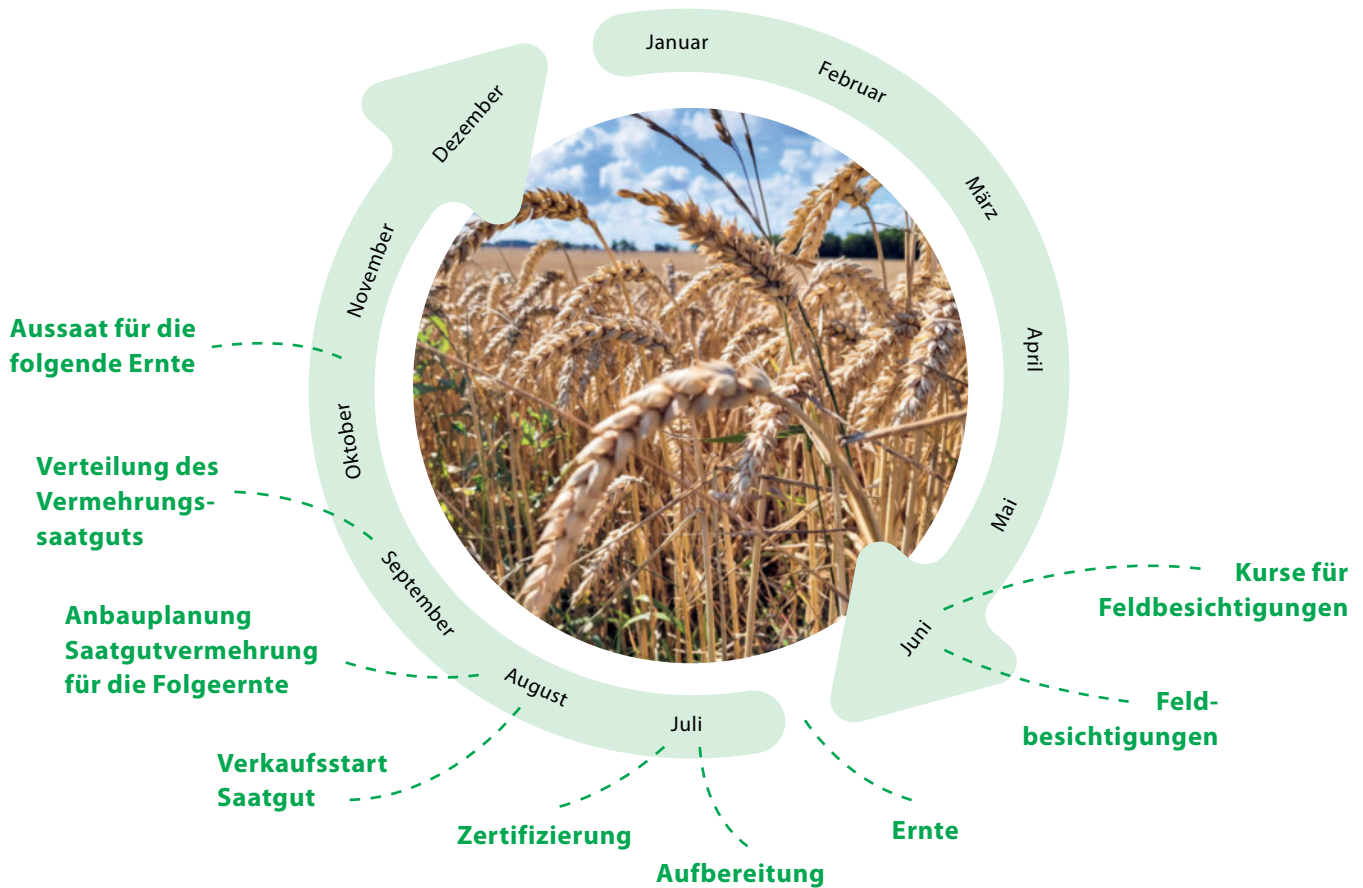 Januar
Februar
März
April
Mai
Juni
Juli
August
September
Oktober
November
Dezember
Kurse für
Feldbesichtigungen
Feld-
besichtigungen
Ernte
Aufbereitung
Zertifizierung
Verkaufsstart
Saatgut
Anbauplanung
Saatgutvermehrung
für die Folgeernte
Verteilung des
Vermehrungs-
saatguts
Aussaat für die
folgende Ernte